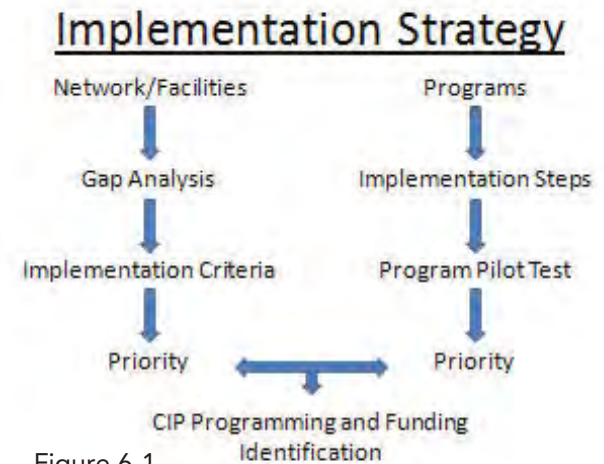 Implementation Strategy
Network/Facilities
Programs
Gap Analysis
Implementation Steps
Implementation Criteria
Program Pilot Test
Priority
Priority
CIP Programming and Funding
Identification
Figure 6-1